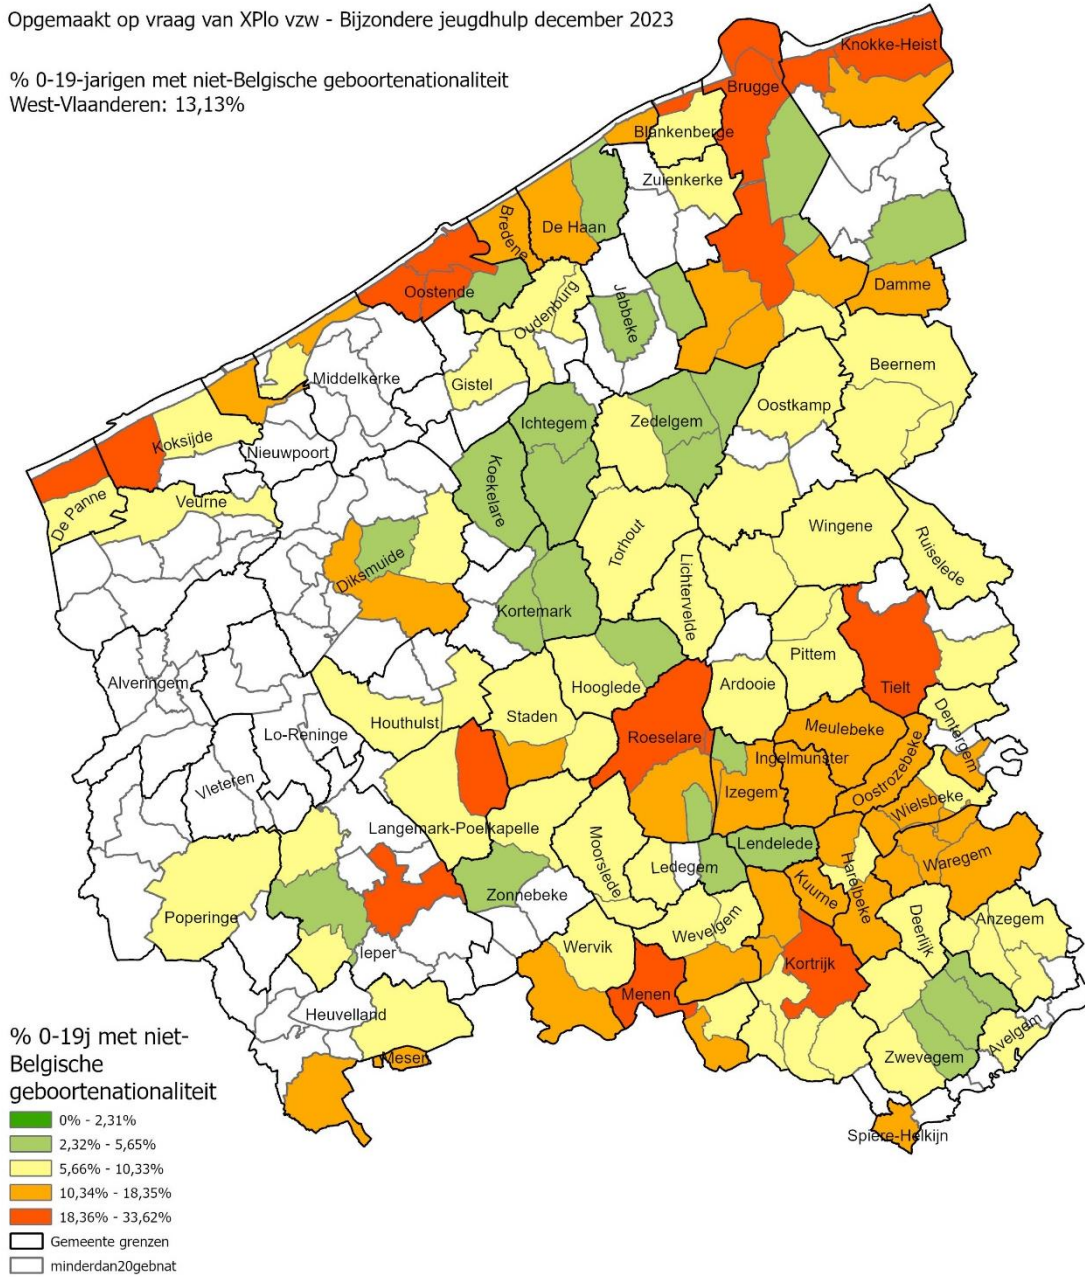 Opgemaakt op vraag van XPlo vzw - Bijzondere jeugdhulp december 2023
% 0-19-jarigen met niet-Belgische geboortenationaliteit
West-Vlaanderen: 13,13%
Knokke-Heist
Brugge
Blankenberge
Zuienkerke
Bredene
De Haan
Damme
Oostende
Oudenburg
Jabbeke
Beernem
Middelkerke
Gistel
Oostkamp
Ichtegem
Zedelgem
Koksijde
Nieuwpoort
Koekelare
De Panne
Veurne
Wingene
Torhout
Ruiselede
Diksmuide
Lichtervelde
Kortemark
Pittem
Alveringem
Hooglede
Ardooie
Tielt
Houthulst
Staden
Dentergem
Lo-Reninge
Roeselare
Meulebeke
Ingelmunster
Oostrozebeke
Vleteren
Izegem
Wielsbeke
Langemark-Poelkapelle
Moorslede
Lendelede
Harelbeke
Waregem
Ledegem
Zonnebeke
Kuurne
Poperinge
Deerlijk
Anzegem
Wevelgem
Wervik
Ieper
Kortrijk
Menen
Heuvelland
Avelgem
Mesen
Zwevegem
Spiere-Helkijn
% 0-19j met niet-
Belgische
geboortenationaliteit
0% - 2,31%
2,32% - 5,65%
5,66% - 10,33%
10,34% - 18,35%
18,36% - 33,62%
Gemeente grenzen
minderdan20gebnat